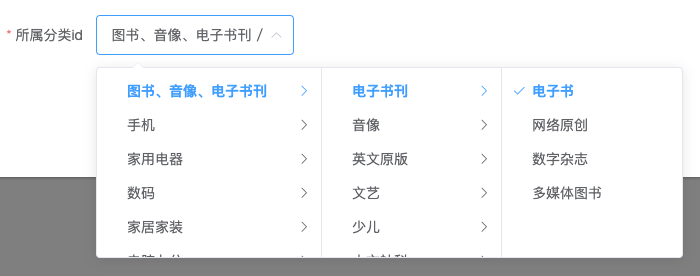 * 所属分类id
图书、音像、电子书刊 /
图书、音像、电子书刊
手机
家用电器
数码
家居家装
电子书刊
音像
英文原版
文艺
少儿
电子书
网络原创
数字杂志
多媒体图书